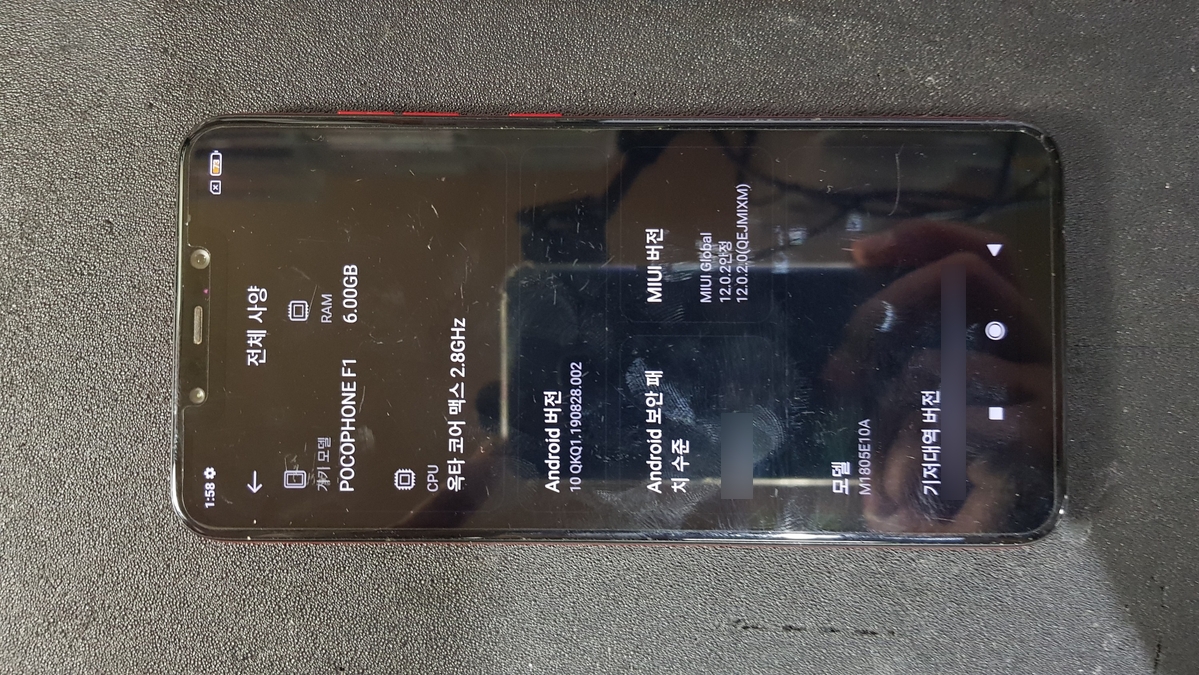 1:58
전체 사양
기기 모델
POCOPHONE F1
RAM
6.00GB
CPU
옥타 코어 맥스 2.8GHz
Android 버전
10 QKQ1.190828.002
Android 보안 패
치 수준
MIUI 버전
MIUI Global
12.0.2안정
12.0.2.0(QEJMIXM)
모델
M1805E10A
기저대역 버전